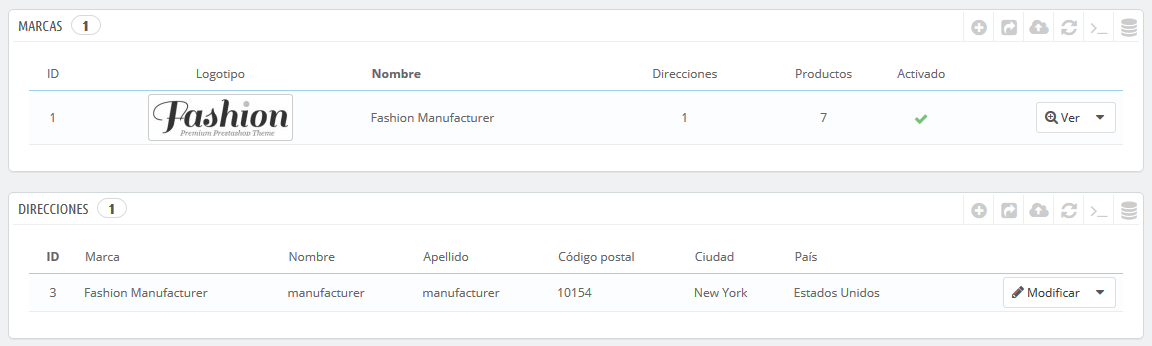 MARCAS 1
ID Logotipo Nombre Direcciones Productos Activado
1 Fashion Premium Prestashop Theme Fashion Manufacturer 1 7 Ver
DIRECCIONES 1
ID Marca Nombre Apellido Código postal Ciudad País
3 Fashion Manufacturer manufacturer manufacturer 10154 New York Estados Unidos Modificar